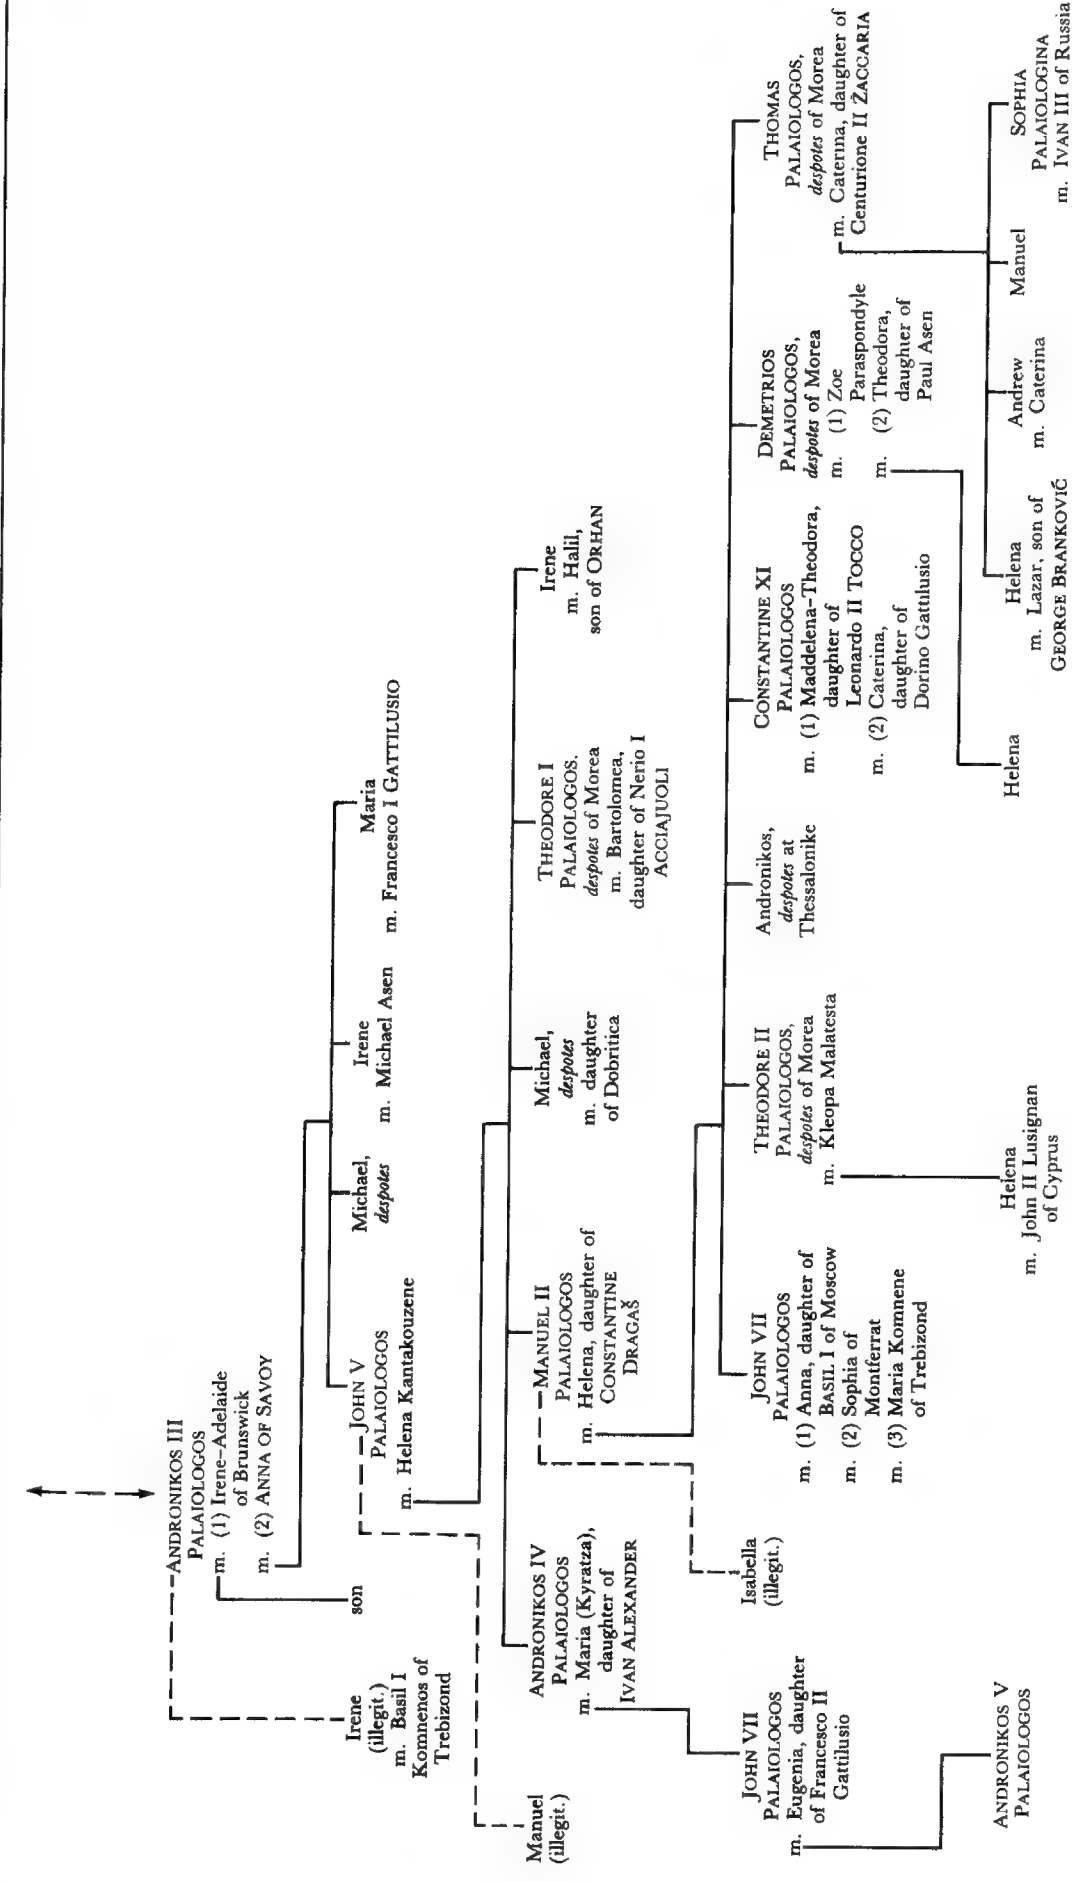 ANDRONIKOS III
PALAIOLOGOS
m. (1) Irene-Adelaide
of Brunswick
m. (2) ANNA OF SAVOY
Irene
(illegit.)
m. Basil I
Komnenos of
Trebizond
son
JOHN V
PALAIOLOGOS
m. Helena Kantakouzene
Michael,
despotes
Irene
m. Michael Asen
Maria
m. Francesco I GATTILUSIO
Manuel
(illegit.)
ANDRONIKOS IV
PALAIOLOGOS
m. Maria (Kyratza),
daughter of
IVAN ALEXANDER
MANUEL II
PALAIOLOGOS
m. Helena, daughter of
CONSTANTINE
DRAGAŠ
Michael,
despotes
m. daughter
of Dobritica
THEODORE I
PALAIOLOGOS.
despotes of Morea
m. Bartolomea,
daughter of Nerio I
ACCIAJUOLI
Irene
m. Halil,
son of ORHAN
JOHN VII
PALAIOLOGOS
m. Eugenia, daughter
of Francesco II
Gattilusio
Isabella
(illegit.)
JOHN VII
PALAIOLOGOS
m. (1) Anna, daughter of
BASIL I of Moscow
m. (2) Sophia of
Montferrat
m. (3) Maria Komnene
of Trebizond
THEODORE II
PALAIOLOGOS,
despotes of Morea
m. Kleopa Malatesta
Andronikos,
despotes at
Thessalonike
CONSTANTINE XI
PALAIOLOGOS
m. (1) Maddelena-Theodora,
daughter of
Leonardo II TOCCO
m. (2) Caterina,
daughter of
Dorino Gattilusio
DEMETRIOS
PALAIOLOGOS,
despotes of Morea
m. (1) Zoe
Paraspondyle
m. (2) Theodora,
daughter of
Paul Asen
THOMAS
PALAIOLOGOS,
despotes of Morea
m. Caterina, daughter of
Centurione II ŻACCARIA
ANDRONIKOS V
PALAIOLOGOS
Helena
m. John II Lusignan
of Cyprus
Helena
Helena
m. Lazar, son of
GEORGE BRANKOVIĆ
Andrew
m. Caterina
Manuel
SOPHIA
PALAIOLOGINA
m. IVAN III of Russia